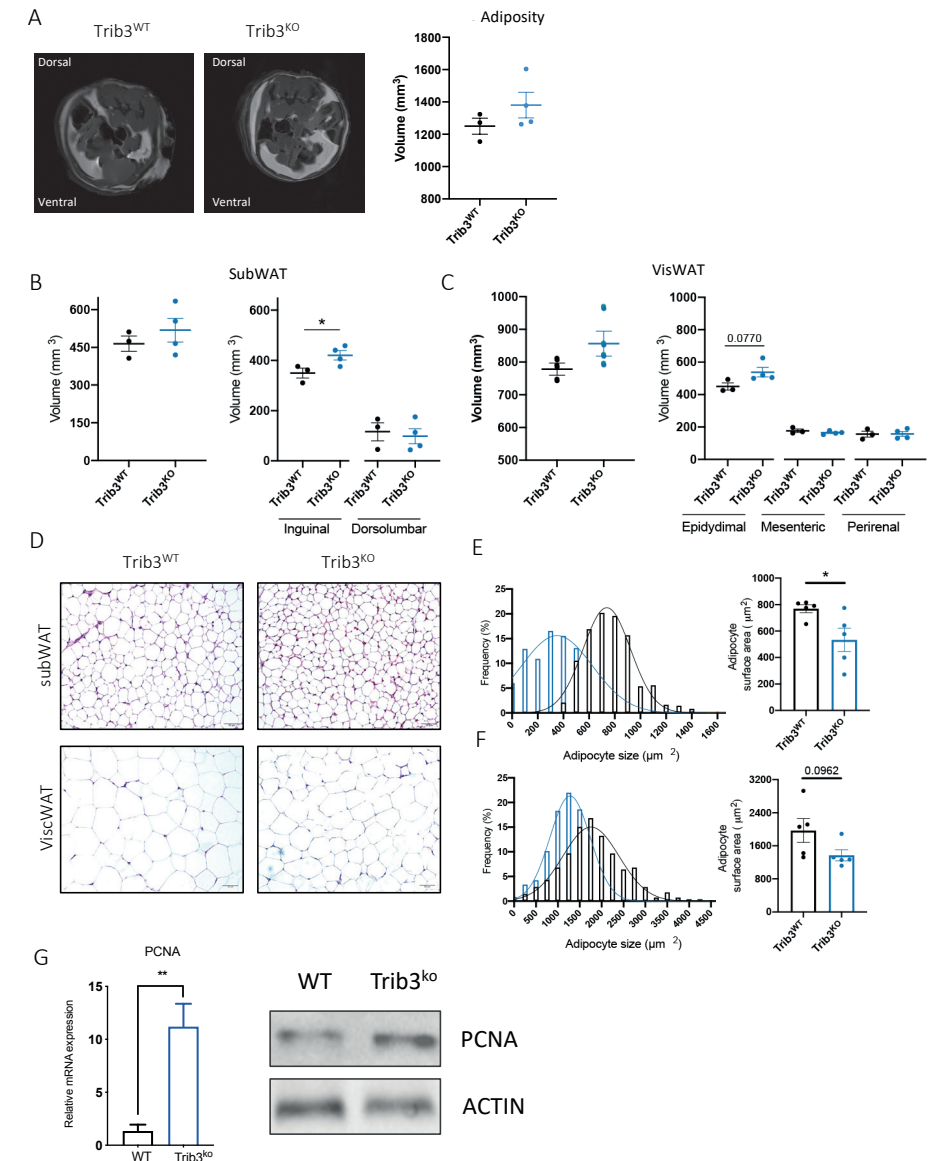 A
Trib3WT
Trib3KO
Adiposity
Dorsal
Dorsal
Ventral
Ventral
Volume (mm3)
1800
1600
1400
1200
1000
800
Trib3WT
Trib3KO
B
SubWAT
Volume (mm 3)
600
450
300
150
Trib3WT
Trib3KO
Volume (mm 3)
600
400
200
0
*
Trib3WT
Trib3KO
Trib3WT
Trib3KO
Inguinal
Dorsolumbar
C
VisWAT
Volume (mm3)
1000
900
800
700
600
500
Trib3WT
Trib3KO
Volume (mm 3)
1000
800
600
400
200
0
0.0770
Trib3WT
Trib3KO
Trib3WT
Trib3KO
Trib3WT
Trib3KO
Epidydimal
Mesenteric
Perirenal
D
Trib3WT
Trib3KO
subWAT
ViscWAT
E
Frequency (%)
25
20
15
10
5
0
0
200
400
600
800
1000
1200
1400
1600
Adipocyte size (µm 2)
Adipocyte
surface area ( µm2)
1000
800
600
400
200
0
*
Trib3WT
Trib3KO
F
Frequency (%)
25
20
15
10
5
0
0
500
1000
1500
2000
2500
3000
3500
4000
4500
Adipocyte size (µm 2)
Adipocyte
surface area ( µm2)
3200
2400
1600
800
0
0.0962
Trib3WT
Trib3KO
G
PCNA
**
Relative mRNA expression
15
10
5
0
WT
Trib3ko
WT
Trib3ko
PCNA
ACTIN